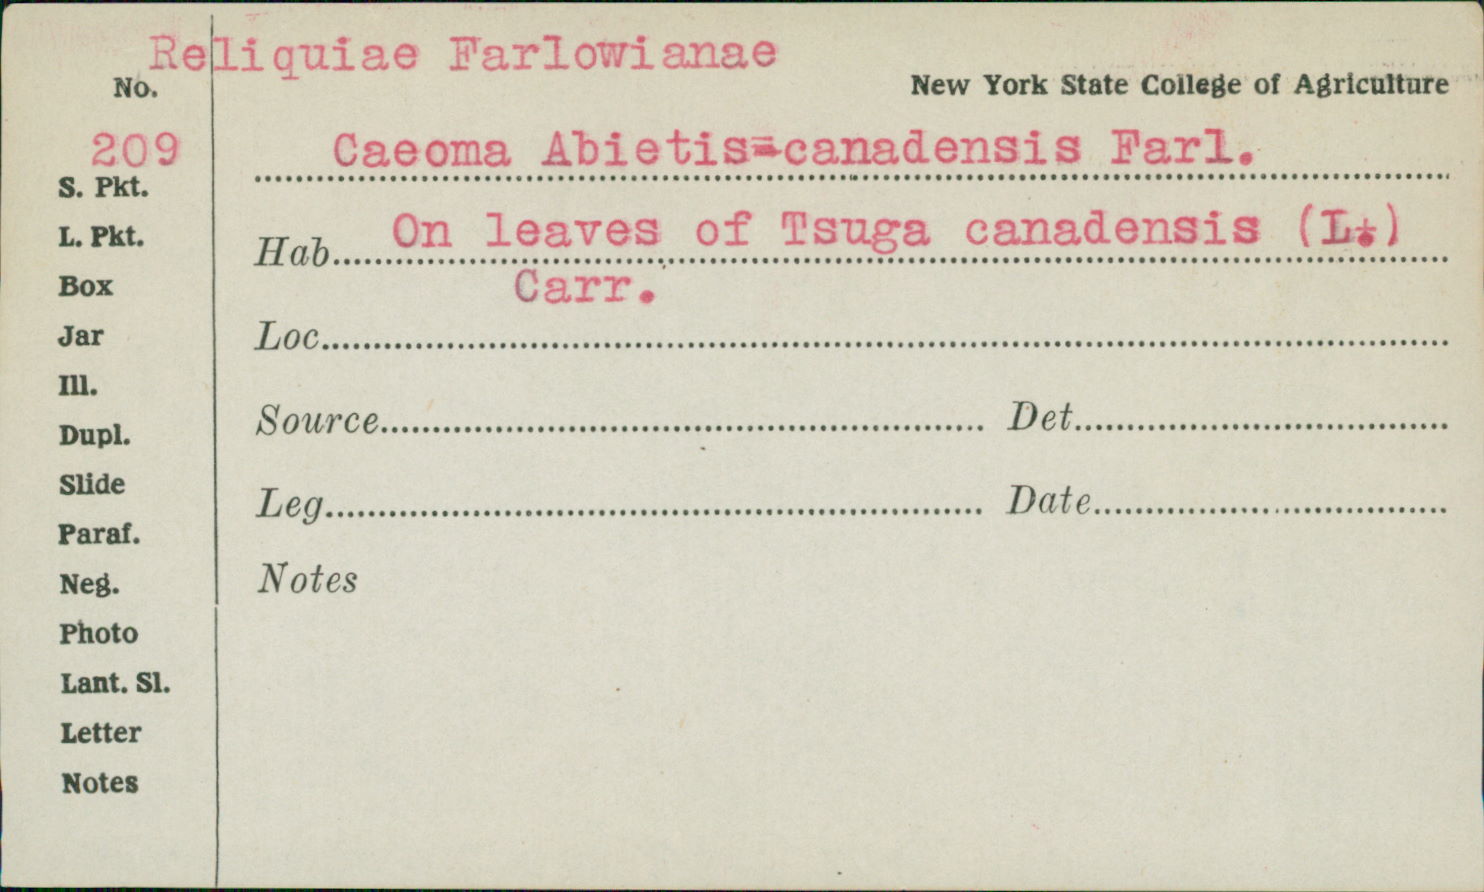 Reliquiae Farlowianae
No.
New York State College of Agriculture
209
Caeoma Abietis-canadensis Farl.
S. Pkt.
L. Pkt.
Hab. On leaves of Tsuga canadensis (L.)
Carr.
Box
Jar
Loc.
Ill.
Dupl.
Source
Det.
Slide
Leg.
Date
Paraf.
Neg.
Notes
Photo
Lant. Sl.
Letter
Notes